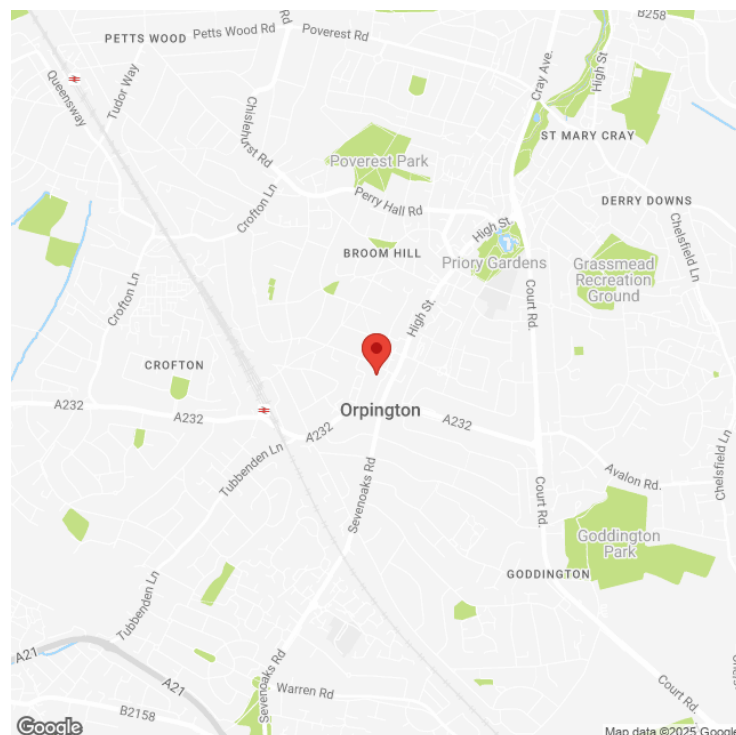 PETTS WOOD
Petts Wood Rd
Poverest Rd
Rd
B258
Cray Ave.
High St
Queensway
Tudor Way
Chislehurst Rd
ST MARY CRAY
Poverest Park
Crofton Ln
Perry Hall Rd
DERRY DOWNS
Chelsfield Ln
High St.
BROOM HILL
Priory Gardens
Grassmead
Recreation
Ground
Crofton Ln
Court Rd.
High St.
CROFTON
A232
A232
Orpington
A232
A232
Tubbenden Ln
Sevenoaks Rd
Chelsfield Ln
Avalon Rd.
Court Rd.
Goddington
Park
GODDINGTON
Tubbenden Ln
A21
A21
Sevenoaks Rd
Warren Rd
Court Rd.
B2158
Google
Map data ©2025 Google